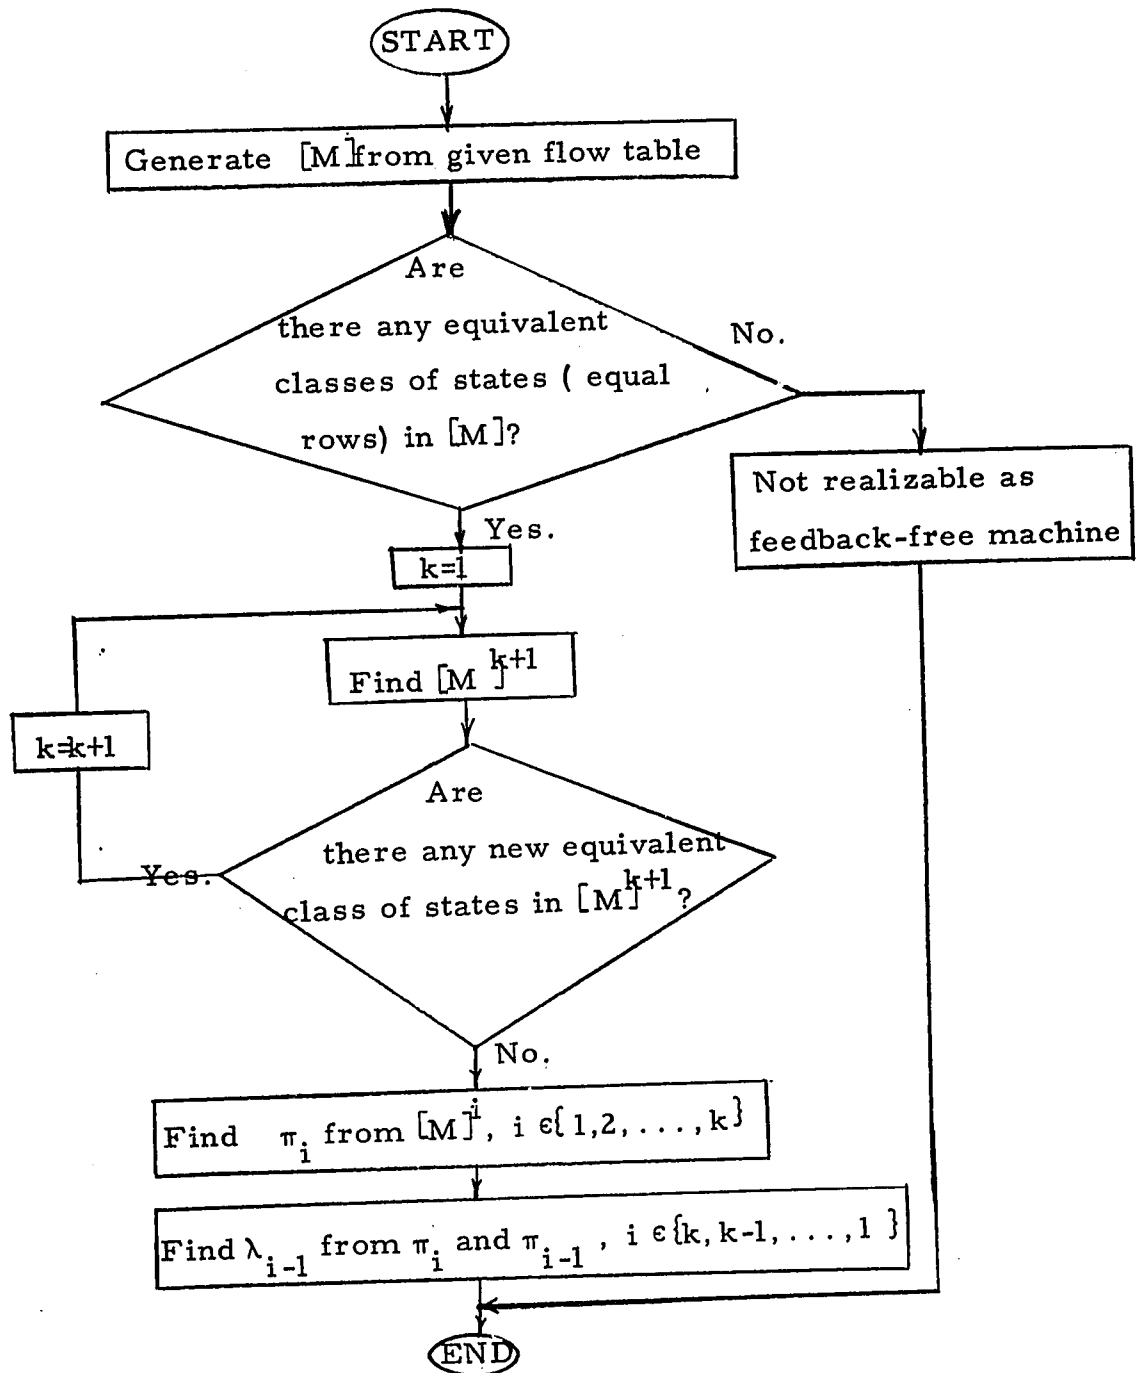 START
Generate [M] from given flow table
Are
there any equivalent
classes of states ( equal
rows) in [M]?
No.
Not realizable as
feedback-free machine
Yes.
k=1
Find [M]^{k+1}
k=k+1
Are
there any new equivalent
class of states in [M]^{k+1}?
Yes.
No.
Find π_i from [M]^i, i ϵ{1,2,...,k}
Find λ_{i-1} from π_i and π_{i-1}, i ϵ{k,k-1,...,1 }
END